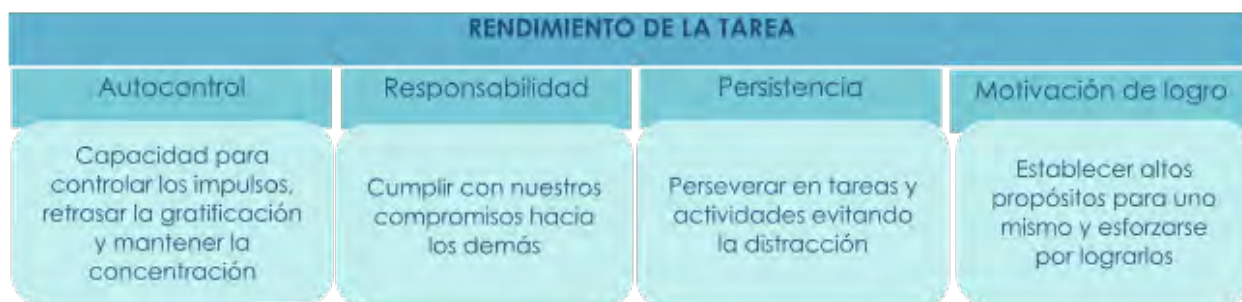 RENDIMIENTO DE LA TAREA
Autocontrol
Responsabilidad
Persistencia
Motivación de logro
Capacidad para
controlar los impulsos,
retrasar la gratificación
y mantener la
concentración
Cumplir con nuestros
compromisos hacia
los demás
Perseverar en tareas y
actividades evitando
la distracción
Establecer altos
propósitos para uno
mismo y esforzarse
por lograrlos